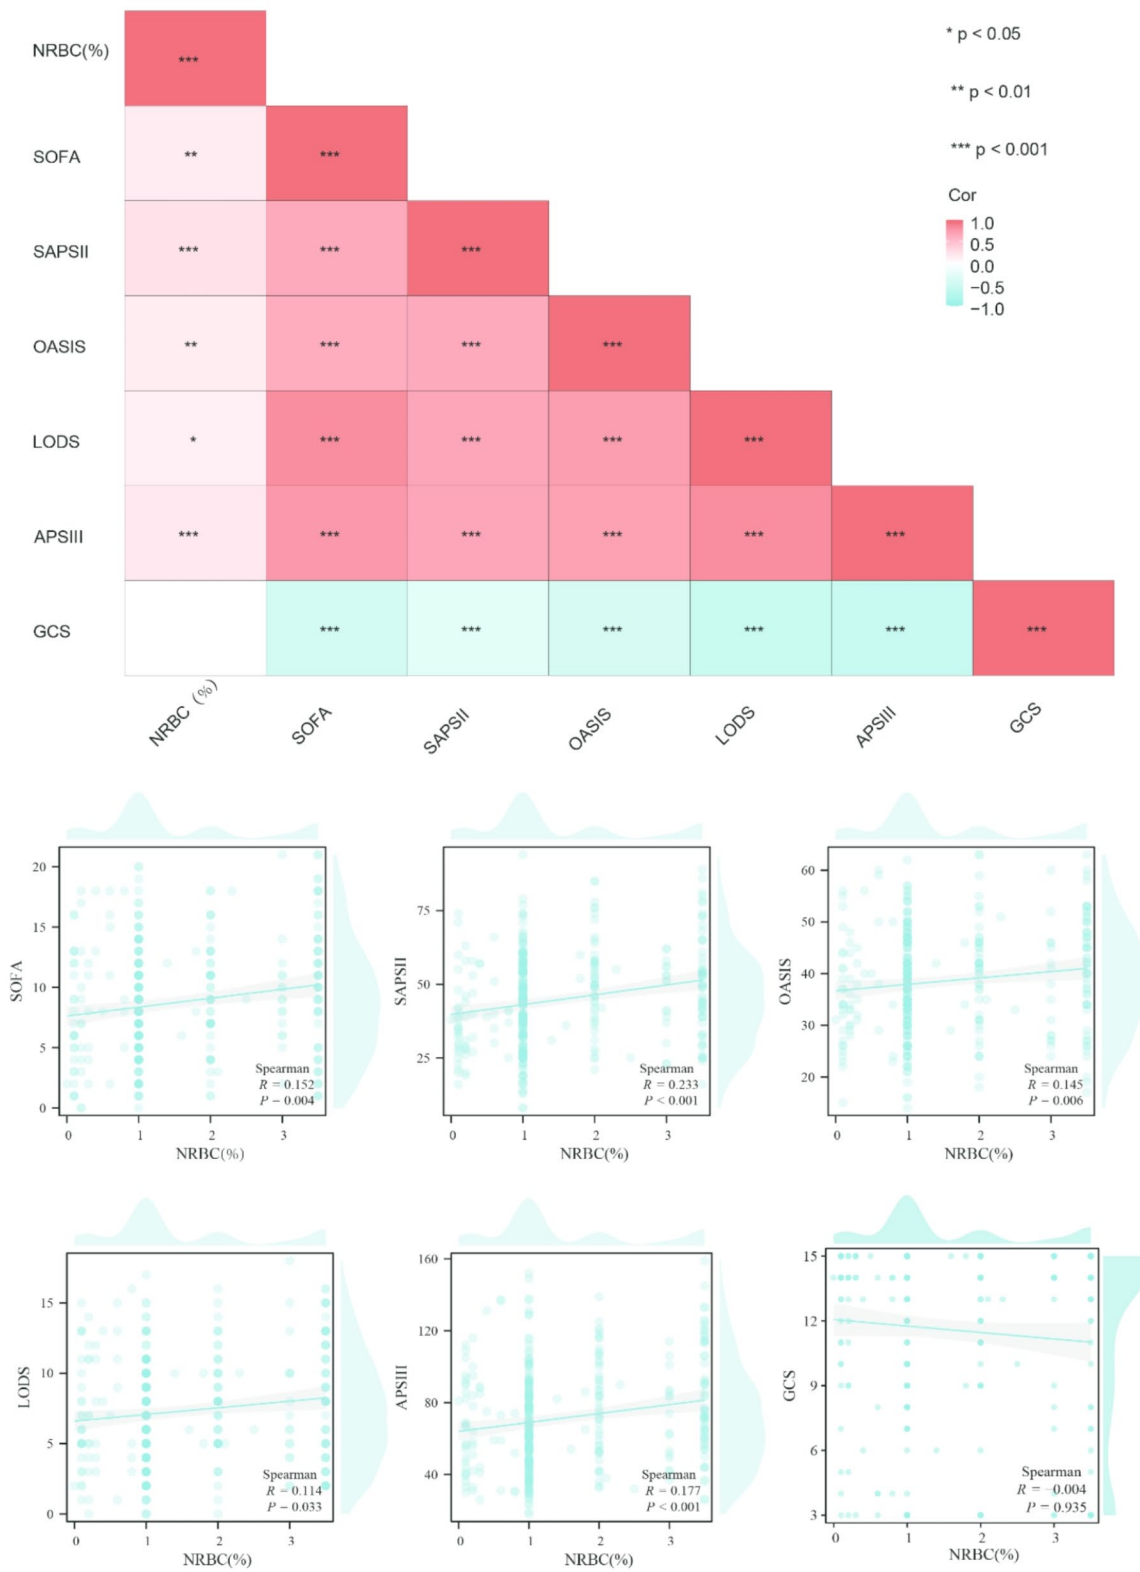 NRBC(%)
***
* p < 0.05
** p < 0.01
*** p < 0.001
SOFA
**
***
Cor
1.0
0.5
0.0
−0.5
−1.0
SAPSII
***
***
***
OASIS
**
***
***
***
LODS
*
***
***
***
***
APSIII
***
***
***
***
***
***
GCS
***
***
***
***
***
***
NRBC (%)
SOFA
SAPSII
OASIS
LODS
APSIII
GCS
20
15
10
5
0
SOFA
Spearman
R = 0.152
P − 0.004
0 1 2 3
NRBC(%)
75
50
25
SAPSII
Spearman
R = 0.233
P < 0.001
0 1 2 3
NRBC(%)
60
50
40
30
20
OASIS
Spearman
R = 0.145
P − 0.006
0 1 2 3
NRBC(%)
15
10
5
0
LODS
Spearman
R = 0.114
P − 0.033
0 1 2 3
NRBC(%)
160
120
80
40
APSIII
Spearman
R = 0.177
P < 0.001
0 1 2 3
NRBC(%)
15
12
9
6
3
GCS
Spearman
R = −0.004
P = 0.935
0 1 2 3
NRBC(%)